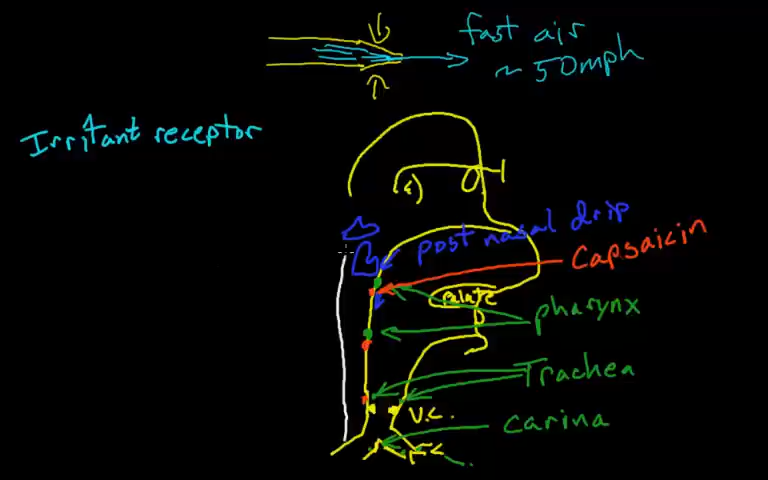 fast air
~ 50mph
Irritant receptor
post nasal drip
Capsaicin
palate
pharynx
Trachea
V.C.
carina